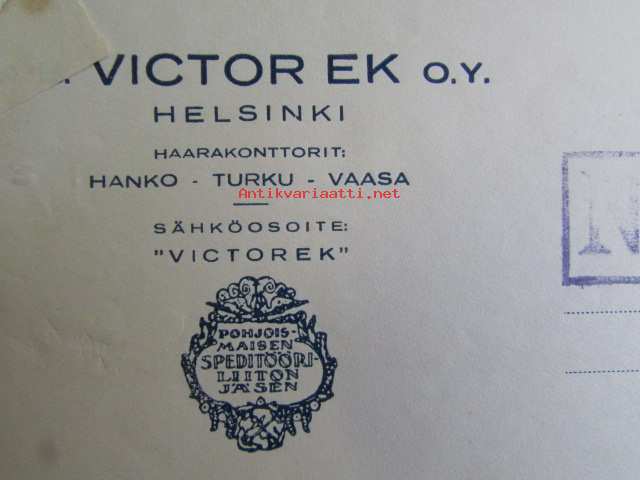 VICTOR EK O.Y.
HELSINKI
HAARAKONTTORIT:
HANKO - TURKU - VAASA
Antikvariaatti.net
SÄHKÖOSOITE:
"VICTOREK"
POHJOIS-
MAISEN
SPEDITÖÖRI-
LIITON
JÄSEN